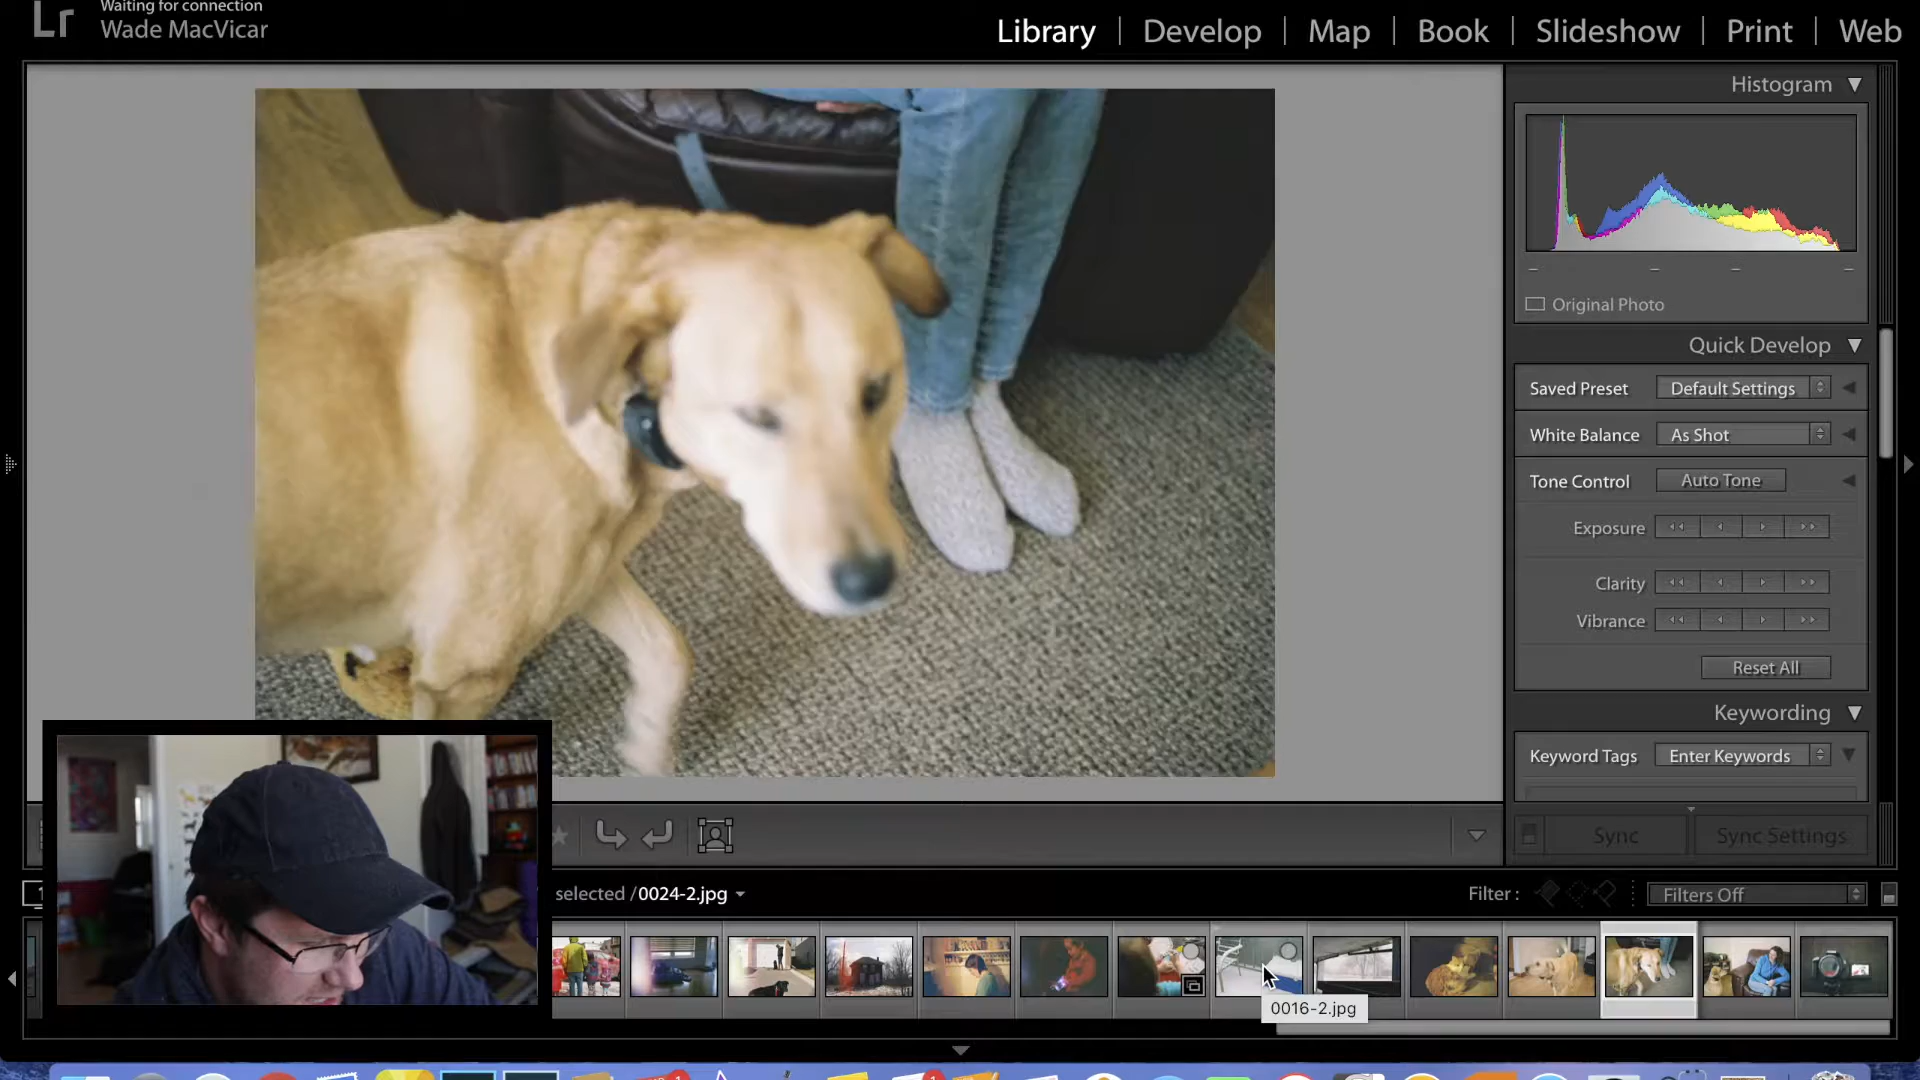 Lr
Waiting for connection
Wade MacVicar
Library | Develop | Map | Book | Slideshow | Print | Web
Histogram
Original Photo
Quick Develop
Saved Preset Default Settings
White Balance As Shot
Tone Control Auto Tone
Exposure
Clarity
Vibrance
Reset All
Keywording
Keyword Tags Enter Keywords
Sync Sync Settings
selected /0024-2.jpg
Filter : Filters Off
0016-2.jpg